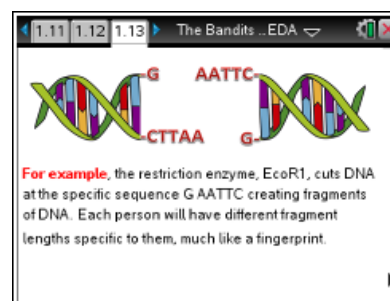 1.11 1.12 1.13 The Bandits ..EDA
G AATTC
CTTAA G
For example, the restriction enzyme, EcoR1, cuts DNA
at the specific sequence G AATTC creating fragments
of DNA. Each person will have different fragment
lengths specific to them, much like a fingerprint.